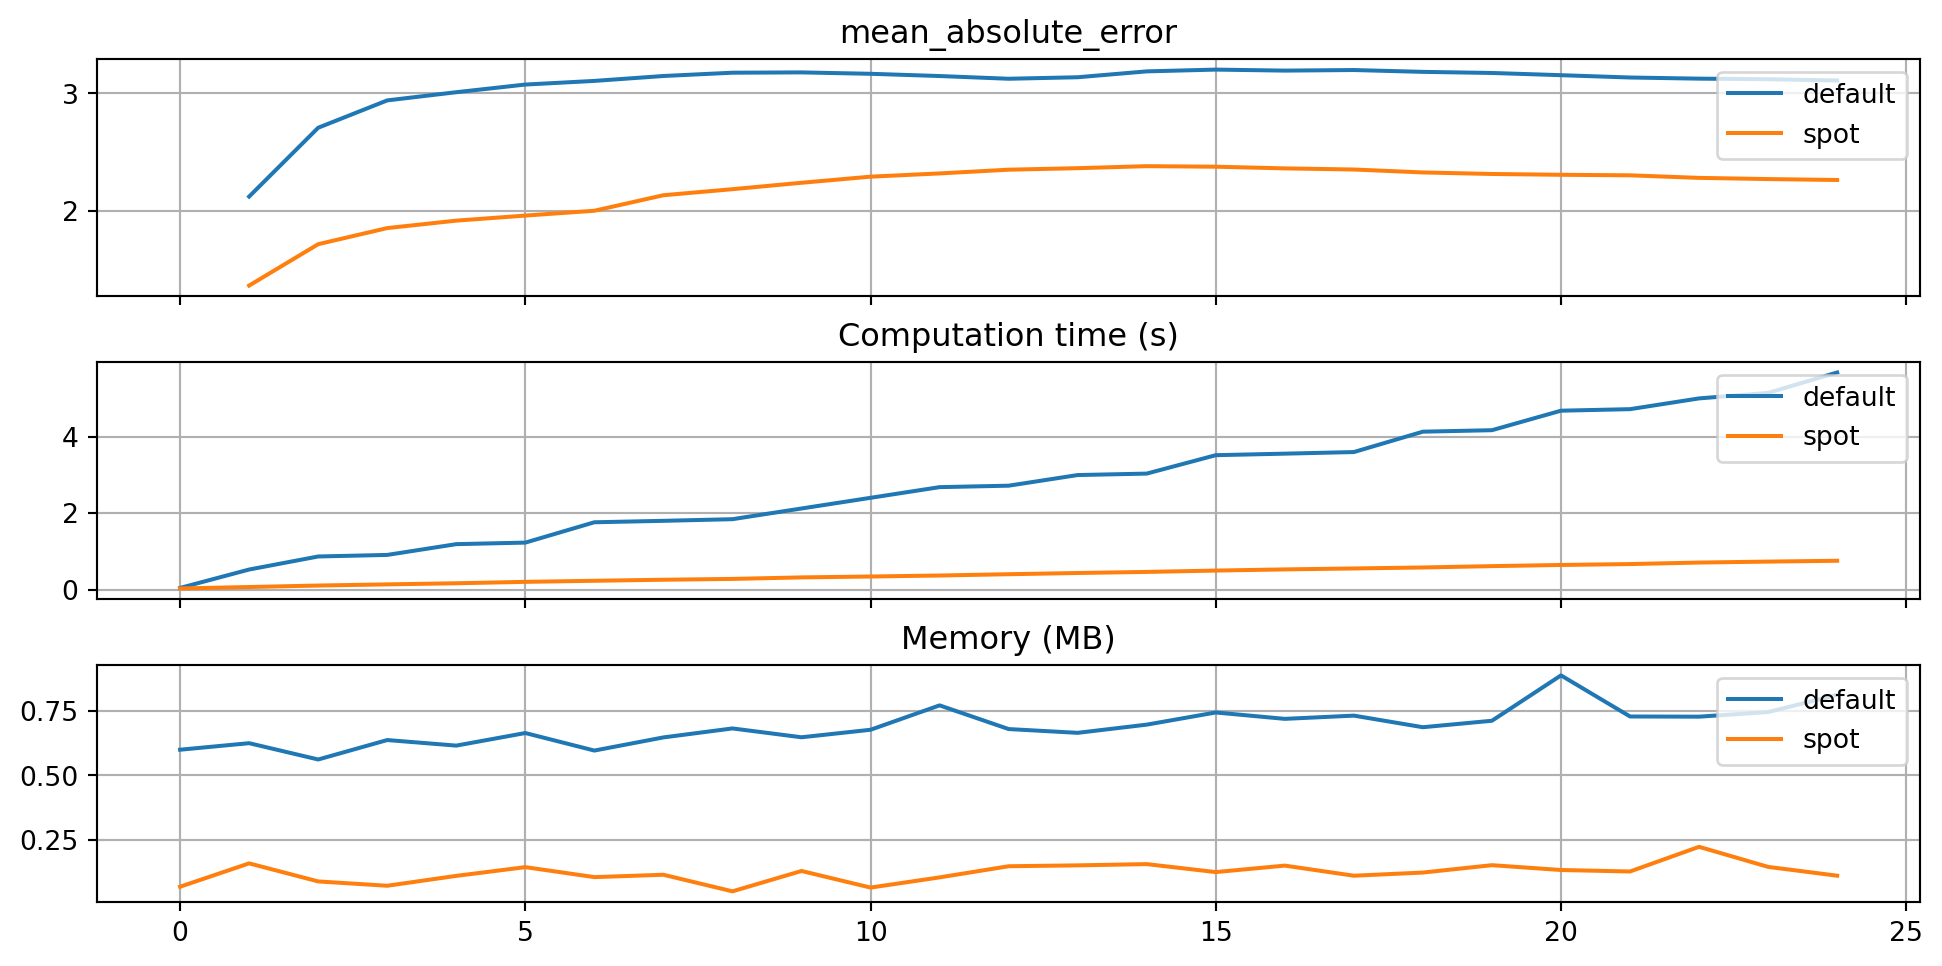 mean_absolute_error
3
2
default
spot
Computation time (s)
4
2
0
default
spot
Memory (MB)
0.75
0.50
0.25
default
spot
0 5 10 15 20 25